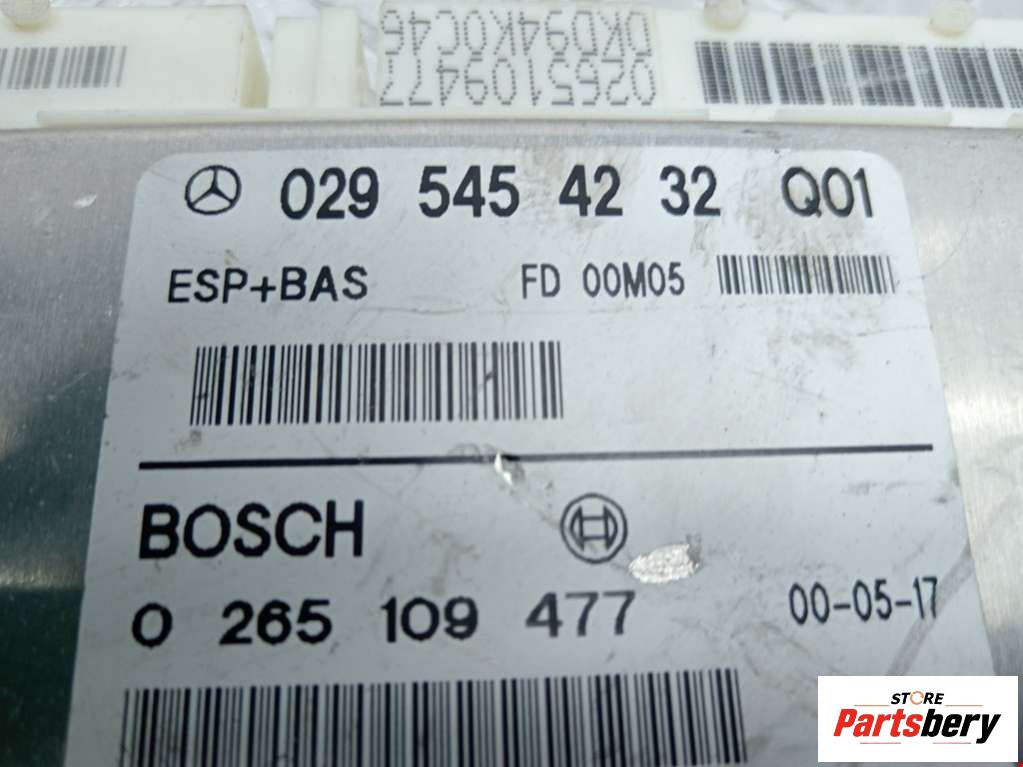 0265109477
0KD94K0C46
029 545 42 32 Q01
ESP+BAS FD 00M05
BOSCH
0 265 109 477 00-05-17
STORE
Partsbery